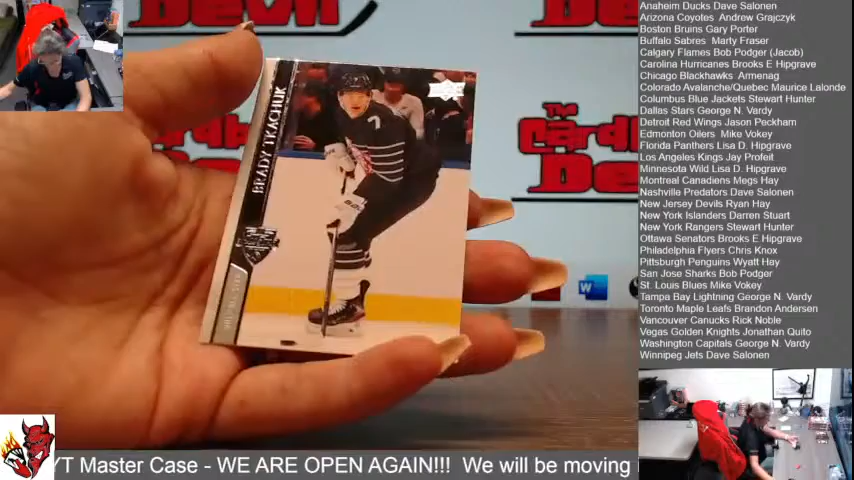 Anaheim Ducks Dave Salonen
Arizona Coyotes Andrew Grajczyk
Boston Bruins Gary Porter
Buffalo Sabres Marty Fraser
Calgary Flames Bob Podger (Jacob)
Carolina Hurricanes Brooks E Hipgrave
Chicago Blackhawks Armenag
Colorado Avalanche/Quebec Maurice Lalonde
Columbus Blue Jackets Stewart Hunter
Dallas Stars George N. Vardy
Detroit Red Wings Jason Peckham
Edmonton Oilers Mike Vokey
Florida Panthers Lisa D. Hipgrave
Los Angeles Kings Jay Profeit
Minnesota Wild Lisa D. Hipgrave
Montreal Canadiens Megs Hay
Nashville Predators Dave Salonen
New Jersey Devils Ryan Hay
New York Islanders Darren Stuart
New York Rangers Stewart Hunter
Ottawa Senators Brooks E Hipgrave
Philadelphia Flyers Chris Knox
Pittsburgh Penguins Wyatt Hay
San Jose Sharks Bob Podger
St. Louis Blues Mike Vokey
Tampa Bay Lightning George N. Vardy
Toronto Maple Leafs Brandon Andersen
Vancouver Canucks Rick Noble
Vegas Golden Knights Jonathan Quito
Washington Capitals George N. Vardy
Winnipeg Jets Dave Salonen
BRADY TKACHUK
7
The
Devil
YT Master Case - WE ARE OPEN AGAIN!!! We will be moving